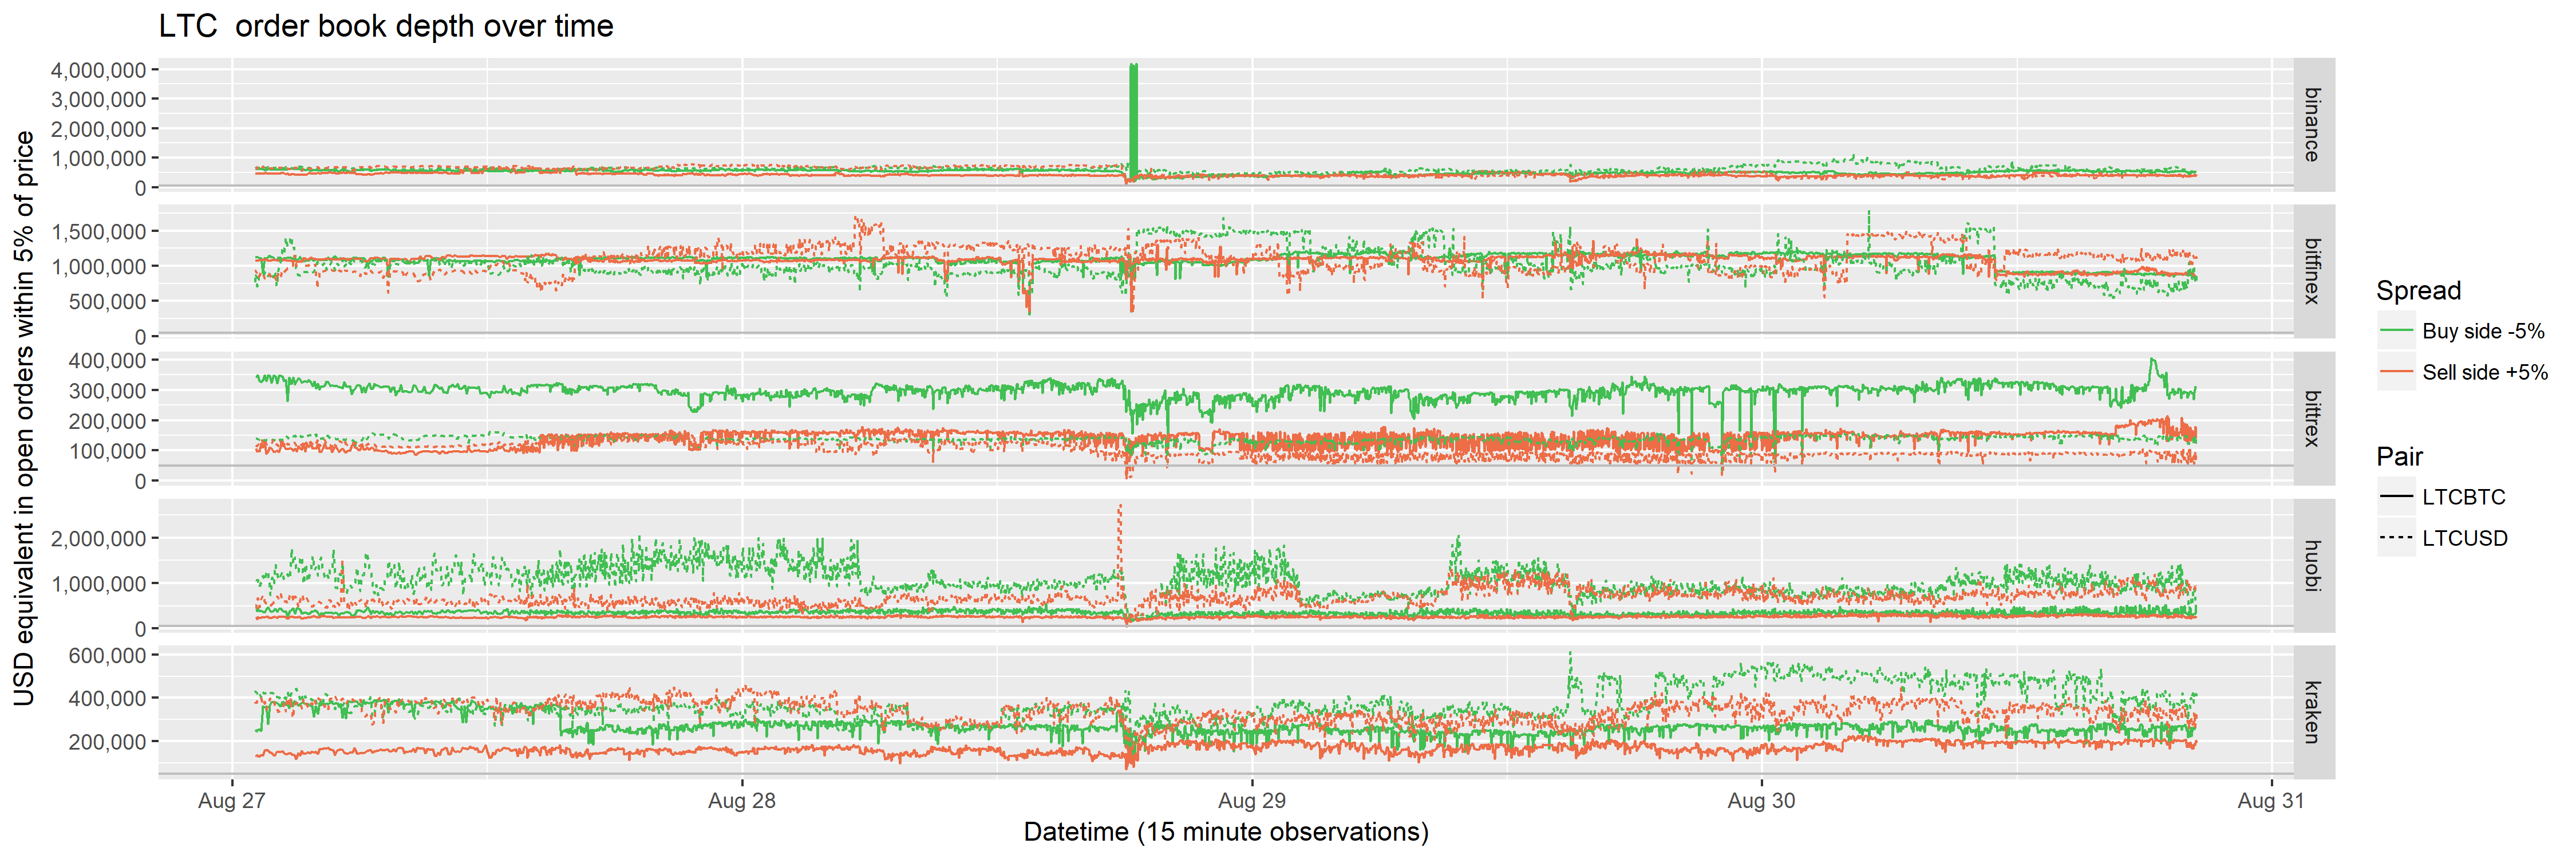 LTC  order book depth over time
USD equivalent in open orders within 5% of price
4,000,000
3,000,000
2,000,000
1,000,000
0
binance
1,500,000
1,000,000
500,000
0
bitfinex
400,000
300,000
200,000
100,000
0
bittrex
2,000,000
1,000,000
0
huobi
600,000
400,000
200,000
kraken
Aug 27
Aug 28
Aug 29
Aug 30
Aug 31
Datetime (15 minute observations)
Spread
Buy side -5%
Sell side +5%
Pair
LTCBTC
LTCUSD